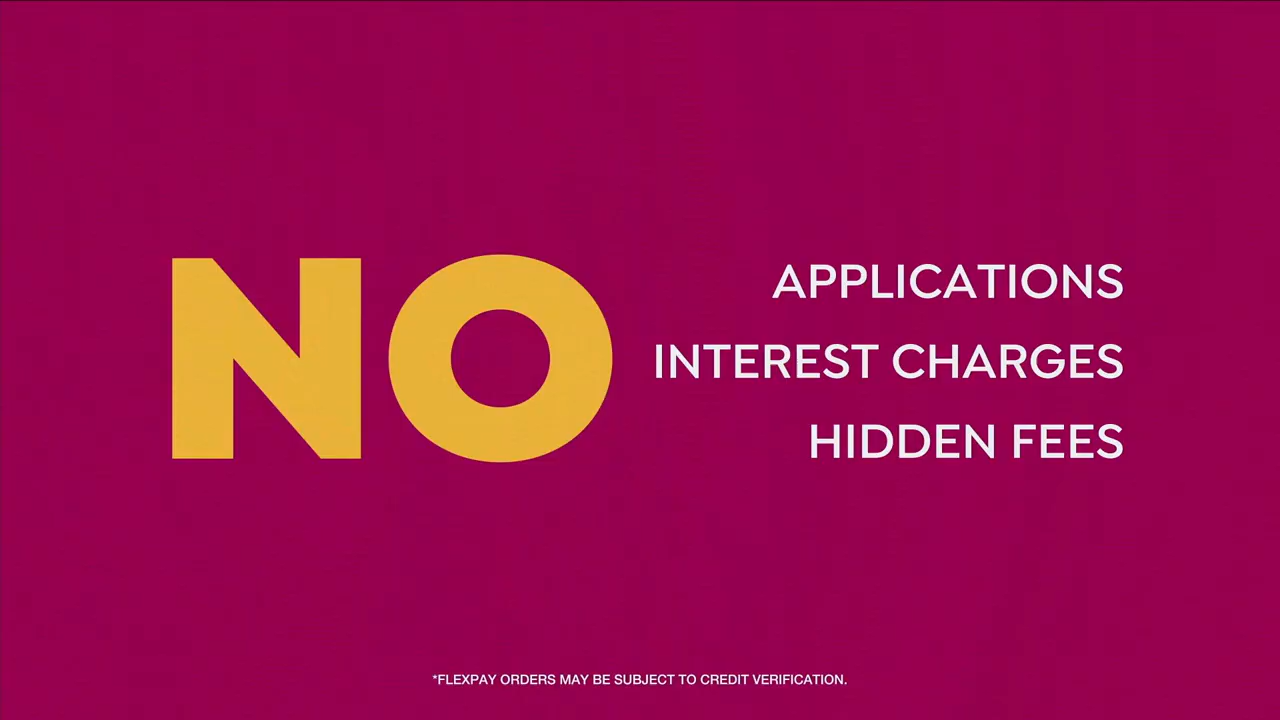 NO
APPLICATIONS
INTEREST CHARGES
HIDDEN FEES
*FLEXPAY ORDERS MAY BE SUBJECT TO CREDIT VERIFICATION.